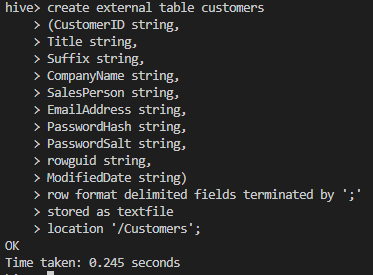 hive> create external table customers
> (CustomerID string,
> Title string,
> Suffix string,
> CompanyName string,
> SalesPerson string,
> EmailAddress string,
> PasswordHash string,
> PasswordSalt string,
> rowguid string,
> ModifiedDate string)
> row format delimited fields terminated by ';'
> stored as textfile
> location '/Customers';
OK
Time taken: 0.245 seconds